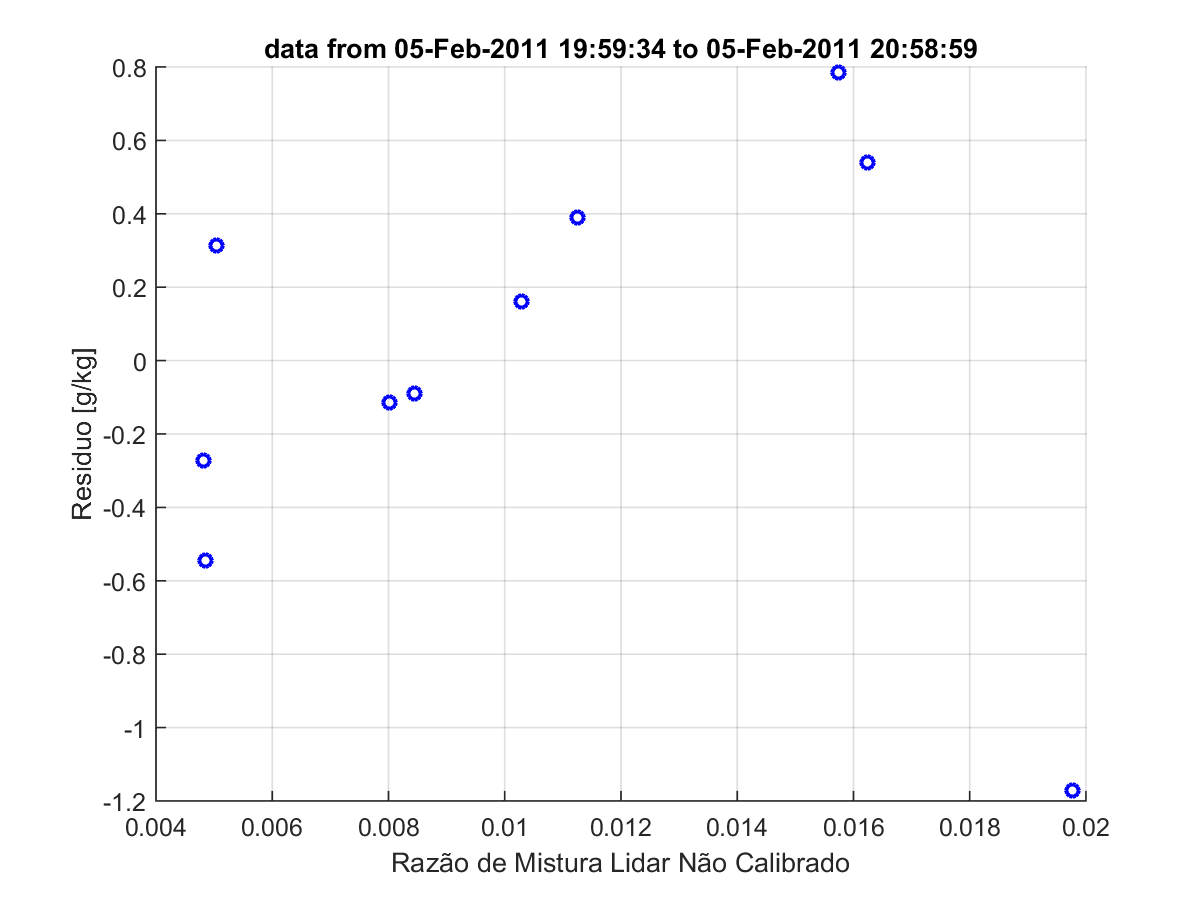 data from 05-Feb-2011 19:59:34 to 05-Feb-2011 20:58:59
0.8
0.6
0.4
0.2
0
-0.2
-0.4
-0.6
-0.8
-1
-1.2
Residuo [g/kg]
0.004 0.006 0.008 0.01 0.012 0.014 0.016 0.018 0.02
Razão de Mistura Lidar Não Calibrado